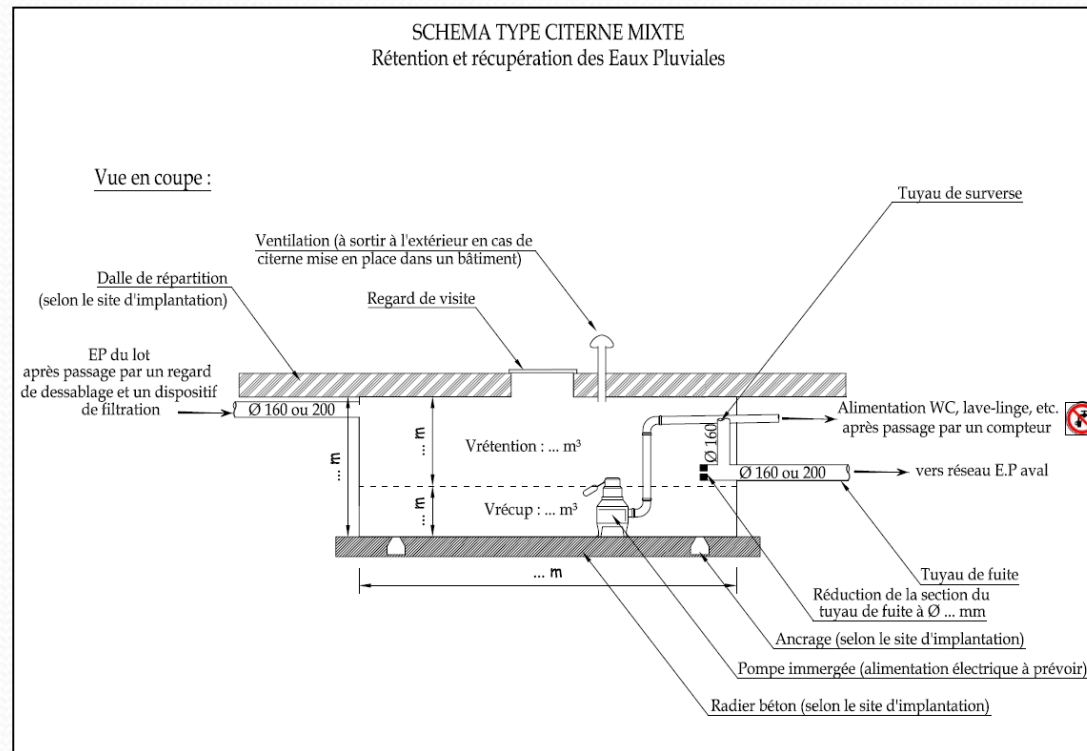 SCHEMA TYPE CITERNE MIXTE
Rétention et récupération des Eaux Pluviales
Vue en coupe :
Tuyau de surverse
Ventilation (à sortir à l'extérieur en cas de
citerne mise en place dans un bâtiment)
Dalle de répartition
(selon le site d'implantation)
Regard de visite
EP du lot
après passage par un regard
de dessablage et un dispositif
de filtration
Ø 160 ou 200
Alimentation WC, lave-linge, etc.
après passage par un compteur
... m
... m
Vrétention : ... m³
Ø 160
Ø 160 ou 200
vers réseau E.P aval
... m
Vrécup : ... m³
... m
Tuyau de fuite
Réduction de la section du
tuyau de fuite à Ø ... mm
Ancrage (selon le site d'implantation)
Pompe immergée (alimentation électrique à prévoir)
Radier béton (selon le site d'implantation)